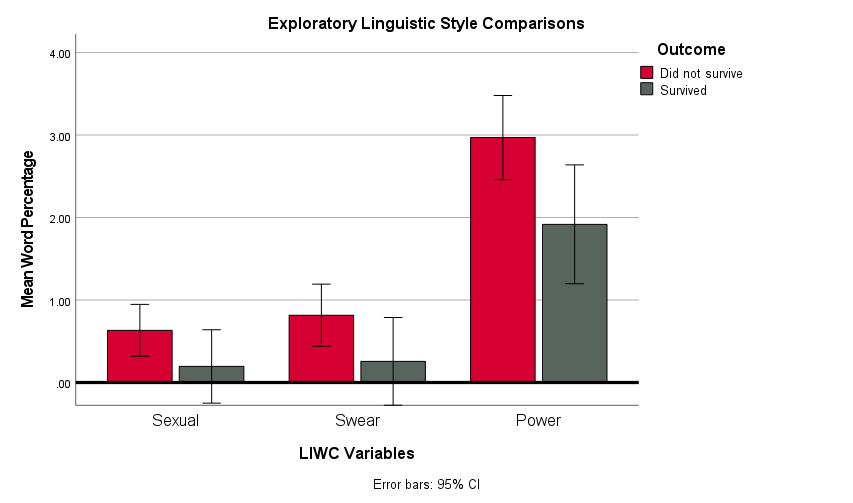 Exploratory Linguistic Style Comparisons
Outcome
Did not survive
Survived
Mean Word Percentage
4.00
3.00
2.00
1.00
.00
Sexual
Swear
Power
LIWC Variables
Error bars: 95% CI